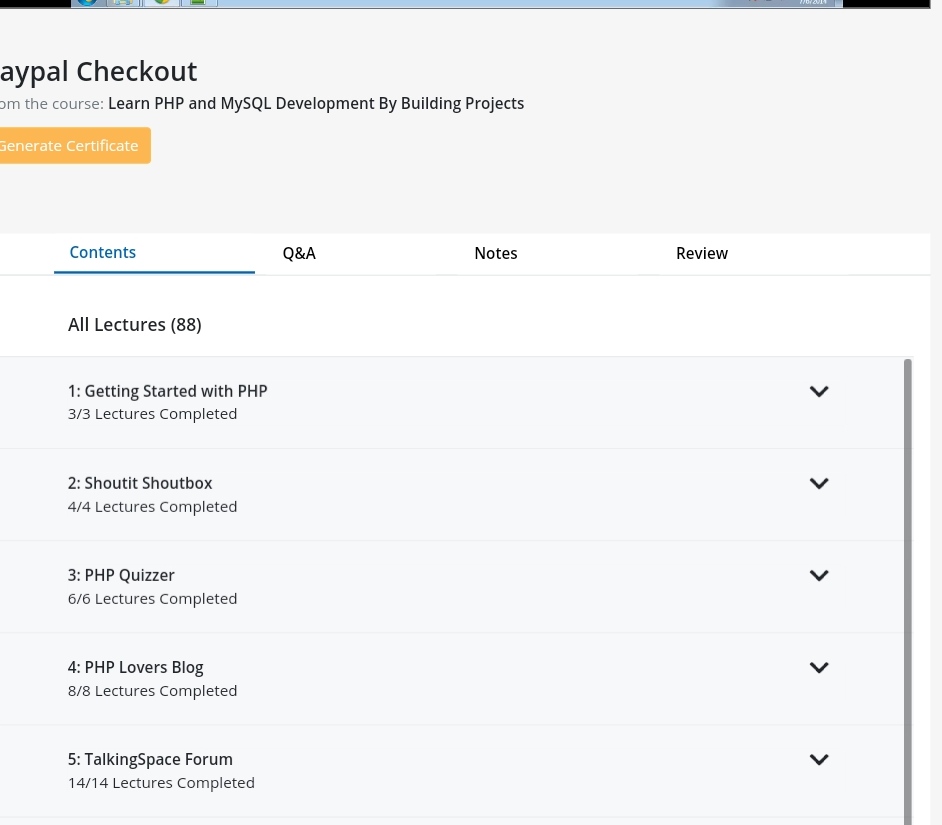 7/6/2014
aypal Checkout
om the course: Learn PHP and MySQL Development By Building Projects
Generate Certificate
Contents Q&A Notes Review
All Lectures (88)
1: Getting Started with PHP
3/3 Lectures Completed
2: Shoutit Shoutbox
4/4 Lectures Completed
3: PHP Quizzer
6/6 Lectures Completed
4: PHP Lovers Blog
8/8 Lectures Completed
5: TalkingSpace Forum
14/14 Lectures Completed